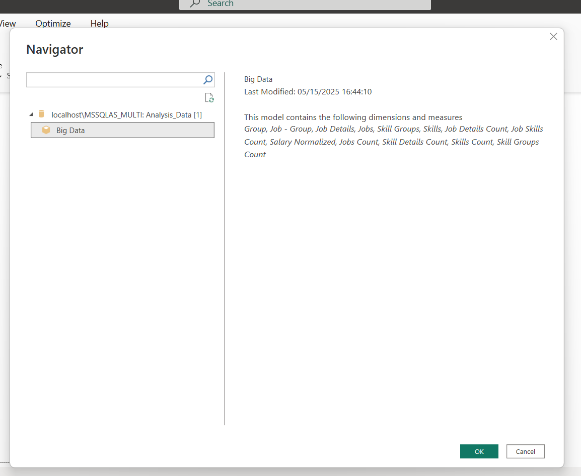 Search
View Optimize Help
Navigator
localhost\MSSQLAS_MULTI: Analysis_Data [1]
Big Data
Big Data
Last Modified: 05/15/2025 16:44:10
This model contains the following dimensions and measures
Group, Job - Group, Job Details, Jobs, Skill Groups, Skills, Job Details Count, Job Skills
Count, Salary Normalized, Jobs Count, Skill Details Count, Skills Count, Skill Groups
Count
OK Cancel